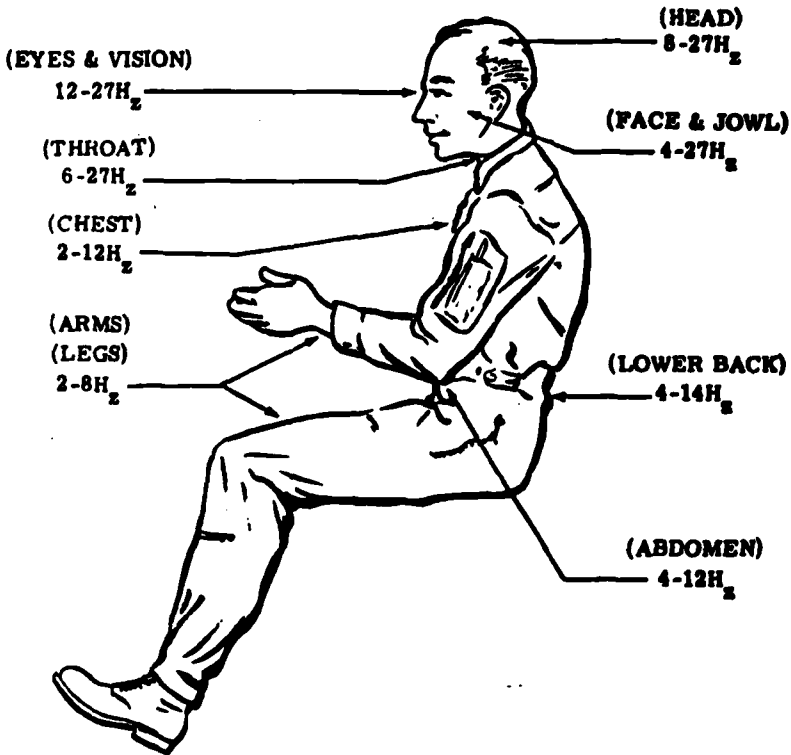 (HEAD)
8-27Hz
(EYES & VISION)
12-27Hz
(FACE & JOWL)
4-27Hz
(THROAT)
6-27Hz
(CHEST)
2-12Hz
(ARMS)
(LEGS)
2-8Hz
(LOWER BACK)
4-14Hz
(ABDOMEN)
4-12Hz